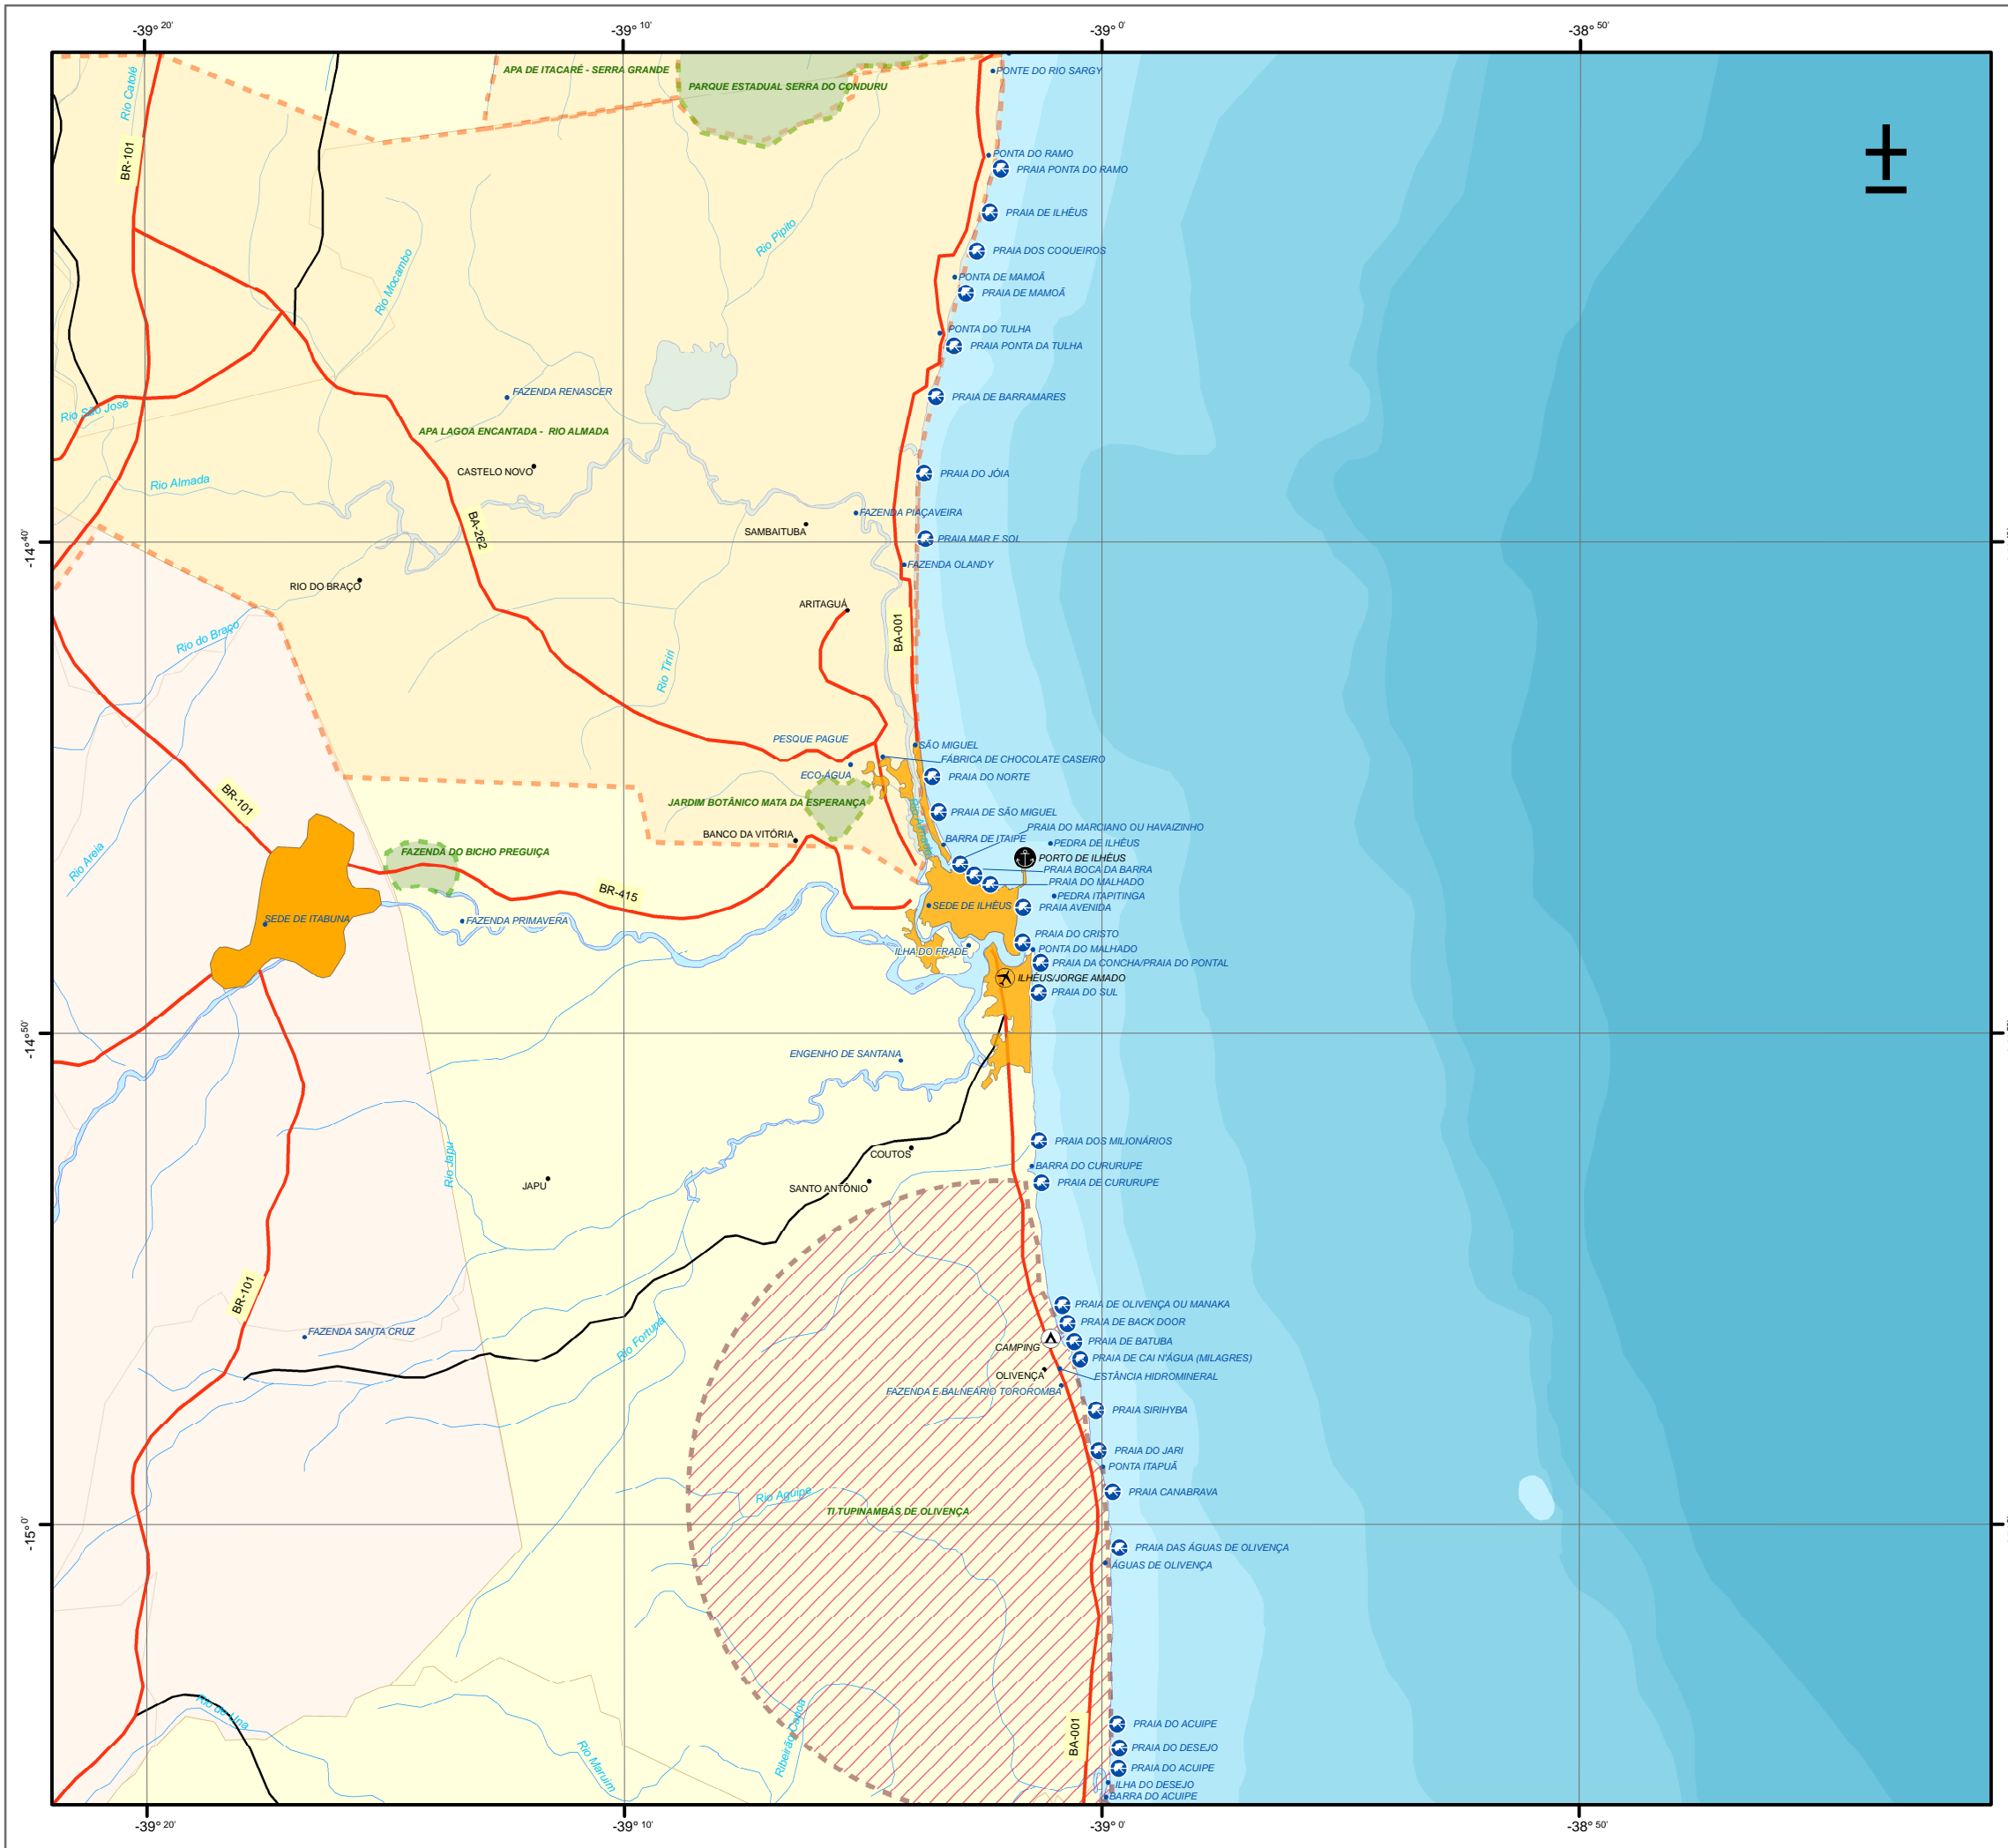 -39° 20'
-39° 10'
-39° 0'
-38° 50'
APA DE ITACARÉ - SERRA GRANDE
PONTE DO RIO SARGY
PARQUE ESTADUAL SERRA DO CONDURU
Rio Catolé
BR-101
PONTA DO RAMO
PRAIA PONTA DO RAMO
PRAIA DE ILHÉUS
Rio Pipito
PRAIA DOS COQUEIROS
Rio Mocambo
PONTA DE MAMOÃ
PRAIA DE MAMOÃ
PONTA DO TULHA
PRAIA PONTA DA TULHA
FAZENDA RENASCER
PRAIA DE BARRAMARES
Rio São José
APA LAGOA ENCANTADA - RIO ALMADA
CASTELO NOVO
PRAIA DO JÓIA
Rio Almada
FAZENDA PIAÇAVEIRA
BA-262
SAMBAITUBA
PRAIA MAR E SOL
-14° 40'
FAZENDA OLANDY
RIO DO BRAÇO
ARITAGUÁ
BA-001
Rio do Braço
Rio Tiriri
PESQUE PAGUE
SÃO MIGUEL
FÁBRICA DE CHOCOLATE CASEIRO
ECO-ÁGUA
PRAIA DO NORTE
BR-101
JARDIM BOTÂNICO MATA DA ESPERANÇA
PRAIA DE SÃO MIGUEL
Rio Almada
PRAIA DO MARCIANO OU HAVAIZINHO
BANCO DA VITÓRIA
BARRA DE ITAIPE
PEDRA DE ILHÉUS
Rio Areia
FAZENDA DO BICHO PREGUIÇA
PORTO DE ILHÉUS
PRAIA BOCA DA BARRA
PRAIA DO MALHADO
BR-415
PEDRA ITAPITINGA
SEDE DE ILHÉUS
PRAIA AVENIDA
SEDE DE ITABUNA
FAZENDA PRIMAVERA
PRAIA DO CRISTO
ILHA DO FRADE
PONTA DO MALHADO
PRAIA DA CONCHA/PRAIA DO PONTAL
ILHÉUS/JORGE AMADO
PRAIA DO SUL
-14° 50'
ENGENHO DE SANTANA
PRAIA DOS MILIONÁRIOS
Rio Japu
COUTOS
BARRA DO CURURUPE
JAPU
SANTO ANTÔNIO
PRAIA DE CURURUPE
BR-101
PRAIA DE OLIVENÇA OU MANAKA
PRAIA DE BACK DOOR
FAZENDA SANTA CRUZ
Rio Fortuna
PRAIA DE BATUBA
CAMPING
PRAIA DE CAI N'ÁGUA (MILAGRES)
OLIVENÇA
ESTÂNCIA HIDROMINERAL
FAZENDA E BALNEÁRIO TOROROMBA
PRAIA SIRIHYBA
PRAIA DO JARI
PONTA ITAPUÃ
Rio Aguipe
PRAIA CANABRAVA
TI TUPINAMBÁS DE OLIVENÇA
-15° 0'
PRAIA DAS ÁGUAS DE OLIVENÇA
ÁGUAS DE OLIVENÇA
Rio de Una
PRAIA DO ACUIPE
BA-001
PRAIA DO DESEJO
Rio Maruim
Ribeirão Capoa
PRAIA DO ACUIPE
ILHA DO DESEJO
BARRA DO ACUIPE
-39° 20'
-39° 10'
-39° 0'
-38° 50'